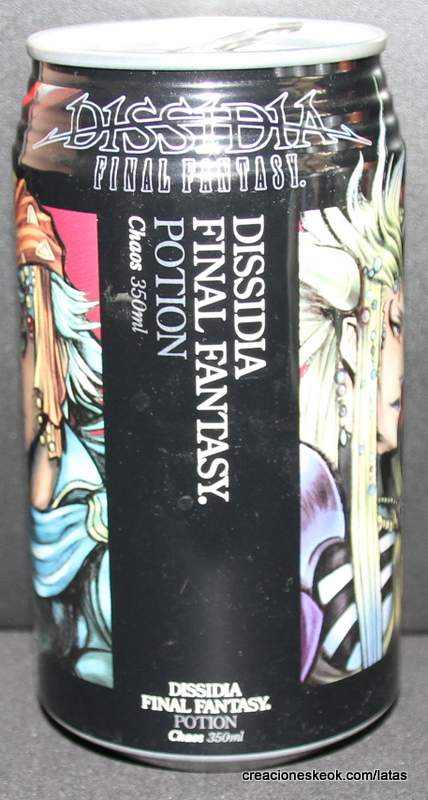 DISSIDIA
FINAL FANTASY.
DISSIDIA
FINAL FANTASY.
POTION
Chaos 350ml
DISSIDIA
FINAL FANTASY.
POTION
Chaos 350ml
creacioneskeok.com/latas